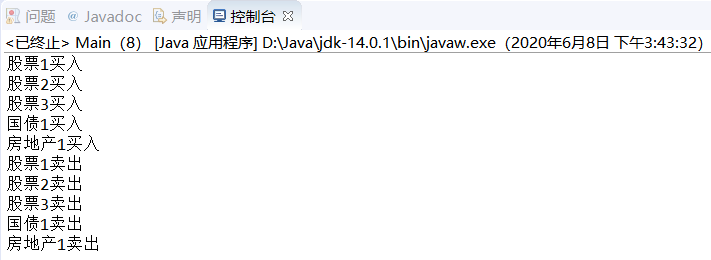 问题 @ Javadoc 声明 控制台
<已终止> Main（8） [Java 应用程序] D:\Java\jdk-14.0.1\bin\javaw.exe（2020年6月8日 下午3:43:32）
股票1买入
股票2买入
股票3买入
国债1买入
房地产1买入
股票1卖出
股票2卖出
股票3卖出
国债1卖出
房地产1卖出